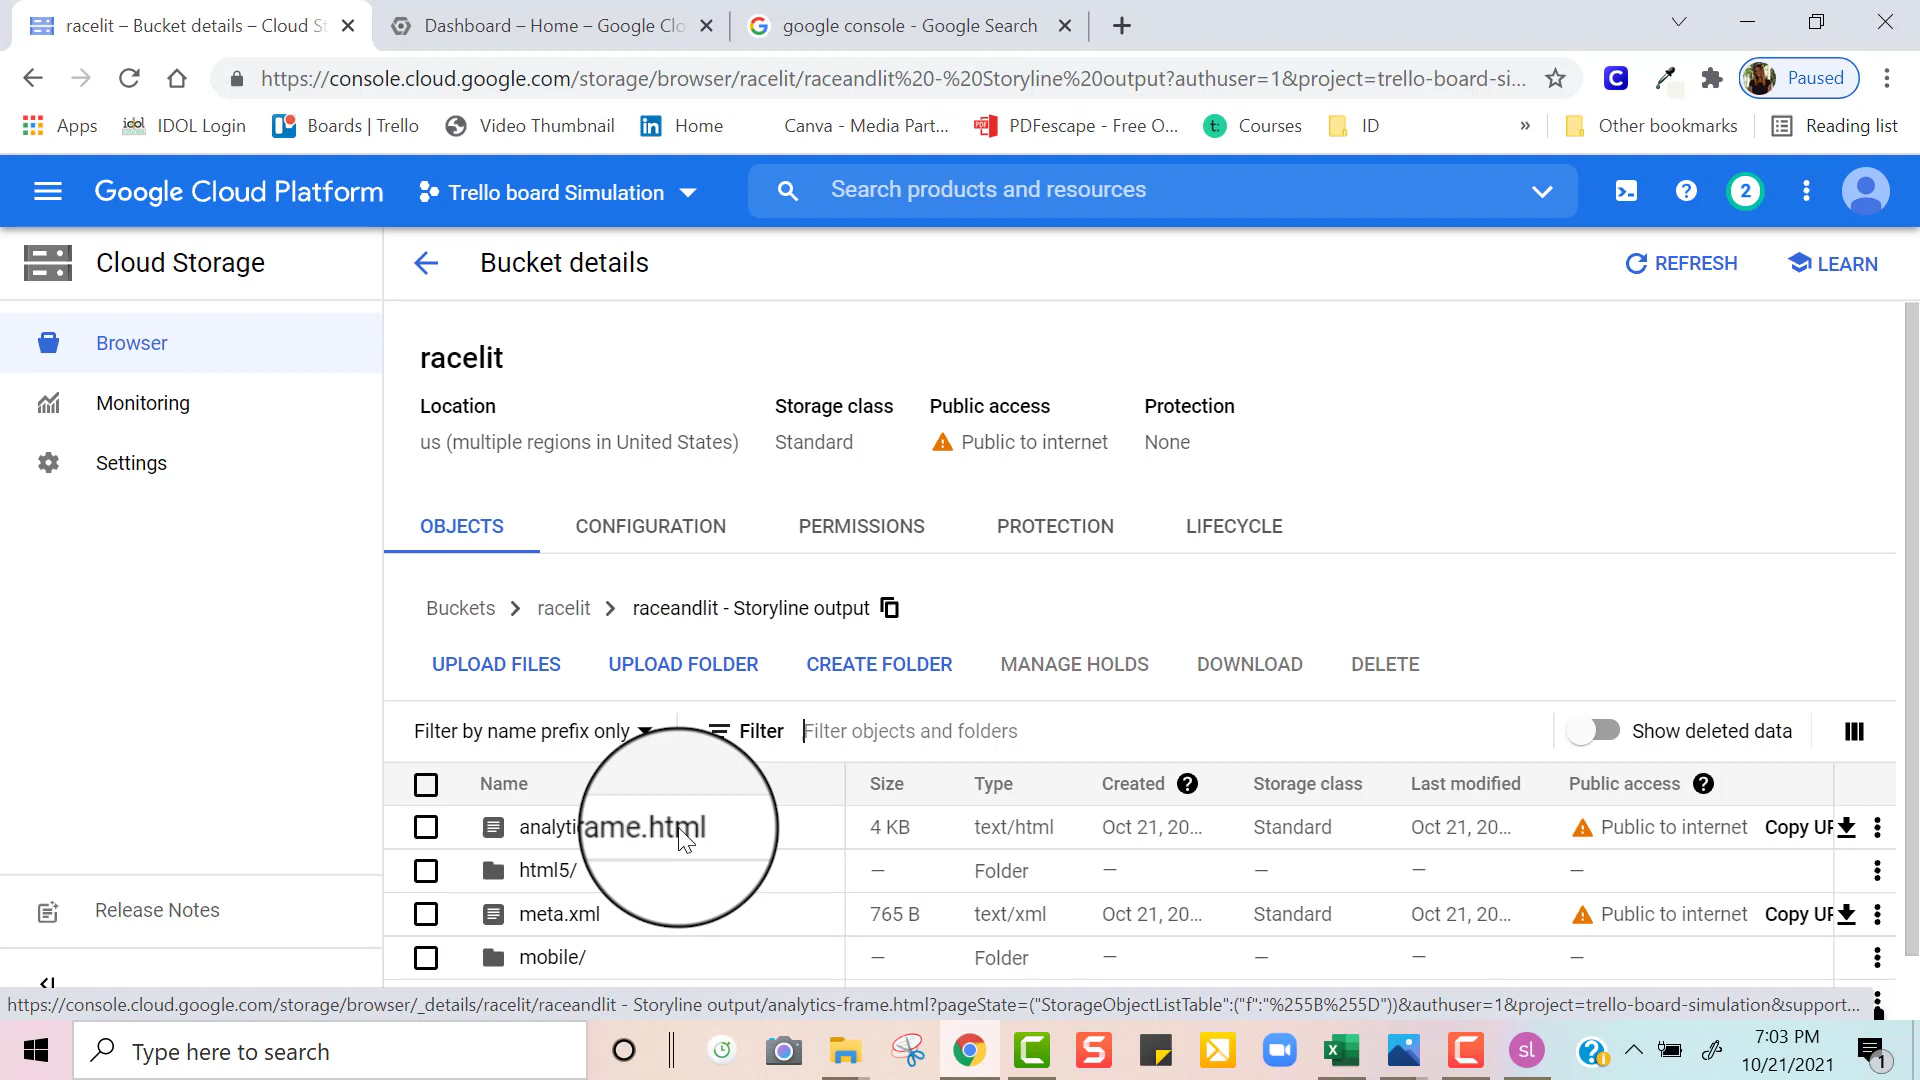 racelit – Bucket details – Cloud St
Dashboard – Home – Google Clo
google console - Google Search
https://console.cloud.google.com/storage/browser/racelit/raceandlit%20-%20Storyline%20output?authuser=1&project=trello-board-si...
Paused
Apps
idol IDOL Login
Boards | Trello
Video Thumbnail
Home
Canva - Media Part...
PDFescape - Free O...
Courses
ID
»
Other bookmarks
Reading list
Google Cloud Platform
Trello board Simulation
Search products and resources
2
Cloud Storage
Bucket details
REFRESH
LEARN
Browser
Monitoring
Settings
Release Notes
racelit
Location Storage class Public access Protection
us (multiple regions in United States) Standard Public to internet None
OBJECTS CONFIGURATION PERMISSIONS PROTECTION LIFECYCLE
Buckets > racelit > raceandlit - Storyline output
UPLOAD FILES UPLOAD FOLDER CREATE FOLDER MANAGE HOLDS DOWNLOAD DELETE
Filter by name prefix only Filter Filter objects and folders Show deleted data
Name Size Type Created Storage class Last modified Public access
analytic rame.html 4 KB text/html Oct 21, 20... Standard Oct 21, 20... Public to internet Copy UR
html5/ — Folder — — — —
meta.xml 765 B text/xml Oct 21, 20... Standard Oct 21, 20... Public to internet Copy UR
mobile/ — Folder — — — —
https://console.cloud.google.com/storage/browser/_details/racelit/raceandlit - Storyline output/analytics-frame.html?pageState=("StorageObjectListTable":("f":"%255B%255D"))&authuser=1&project=trello-board-simulation&support...
Type here to search
sl
7:03 PM
10/21/2021
1